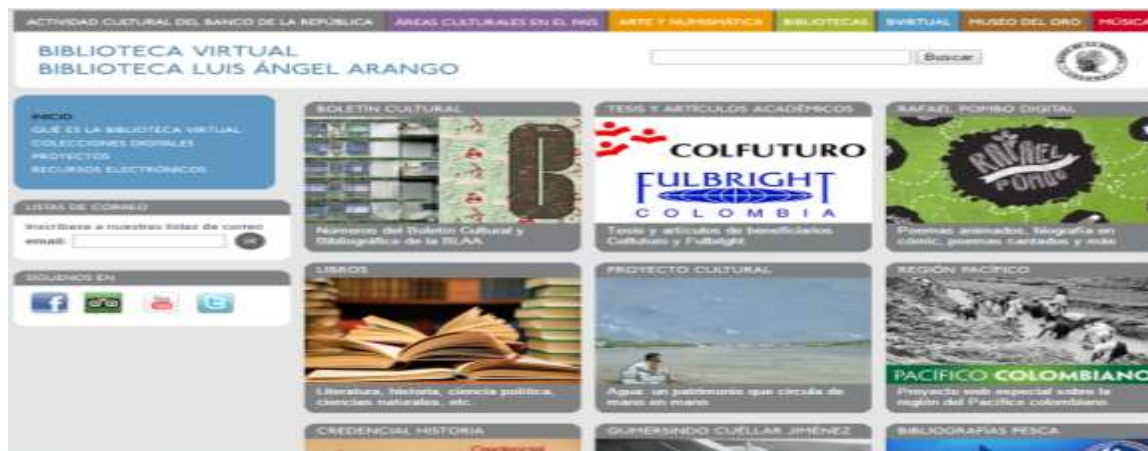 ACTIVIDAD CULTURAL DEL BANCO DE LA REPÚBLICA
ÁREAS CULTURALES EN EL PAÍS
ARTE Y NUMISMÁTICA
BIBLIOTECAS
BVIRTUAL
MUSEO DEL ORO
MÚSICA
BIBLIOTECA VIRTUAL
BIBLIOTECA LUIS ÁNGEL ARANGO
Buscar
INICIO
QUÉ ES LA BIBLIOTECA VIRTUAL
COLECCIONES DIGITALES
PROYECTOS
RECURSOS ELECTRÓNICOS
LISTAS DE CORREO
Inscríbase a nuestras listas de correo
email:
SÍGUENOS EN
BOLETÍN CULTURAL
Números del Boletín Cultural y
Bibliográfico de la BLAA
TESIS Y ARTÍCULOS ACADÉMICOS
COLFUTURO
FULBRIGHT
COLOMBIA
Tesis y artículos de beneficiarios
Colfuturo y Fulbright
RAFAEL POMBO DIGITAL
RAFAEL
POMBO
Poemas animados, biografía en
cómic, poemas cantados y más
LIBROS
Literatura, historia, ciencia política,
ciencias naturales, etc.
PROYECTO CULTURAL
Agua: un patrimonio que circula de
mano en mano
REGIÓN PACÍFICO
PACÍFICO COLOMBIANO
Proyecto web especial sobre la
región del Pacífico colombiano
CREDENCIAL HISTORIA
Credencial
GUMERSINDO CUÉLLAR JIMÉNEZ
BIBLIOGRAFÍAS PESCA